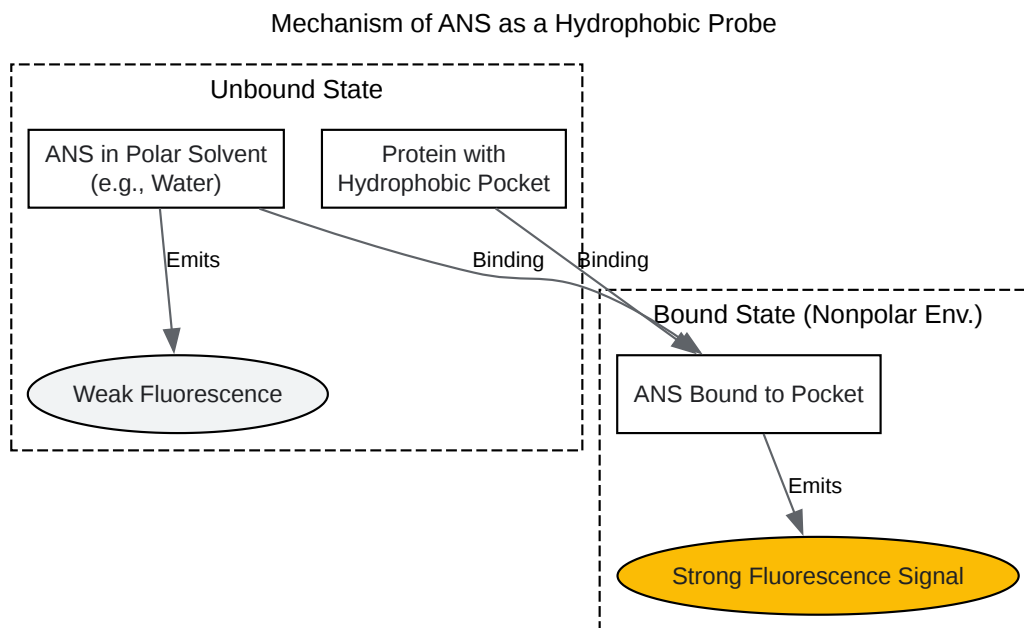 Mechanism of ANS as a Hydrophobic Probe
Unbound State
ANS in Polar Solvent
(e.g., Water)
Protein with
Hydrophobic Pocket
Emits
Binding
Binding
Weak Fluorescence
Bound State (Nonpolar Env.)
ANS Bound to Pocket
Emits
Strong Fluorescence Signal